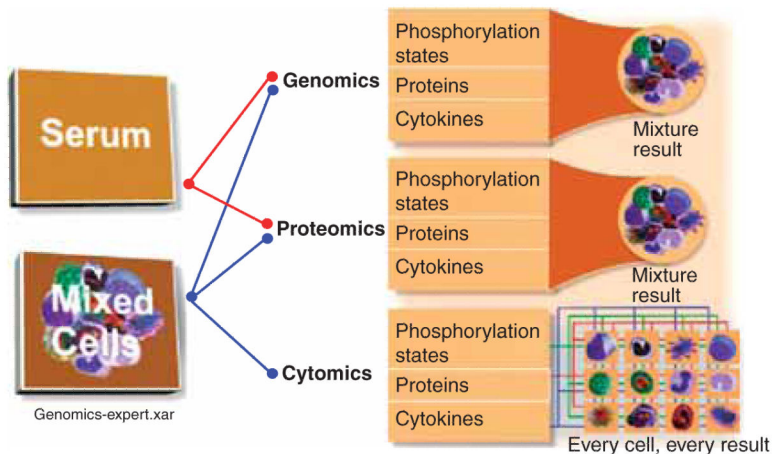 Serum
Mixed
Cells
Genomics-expert.xar
Genomics
Proteomics
Cytomics
Phosphorylation
states
Proteins
Cytokines
Mixture
result
Phosphorylation
states
Proteins
Cytokines
Mixture
result
Phosphorylation
states
Proteins
Cytokines
Every cell, every result